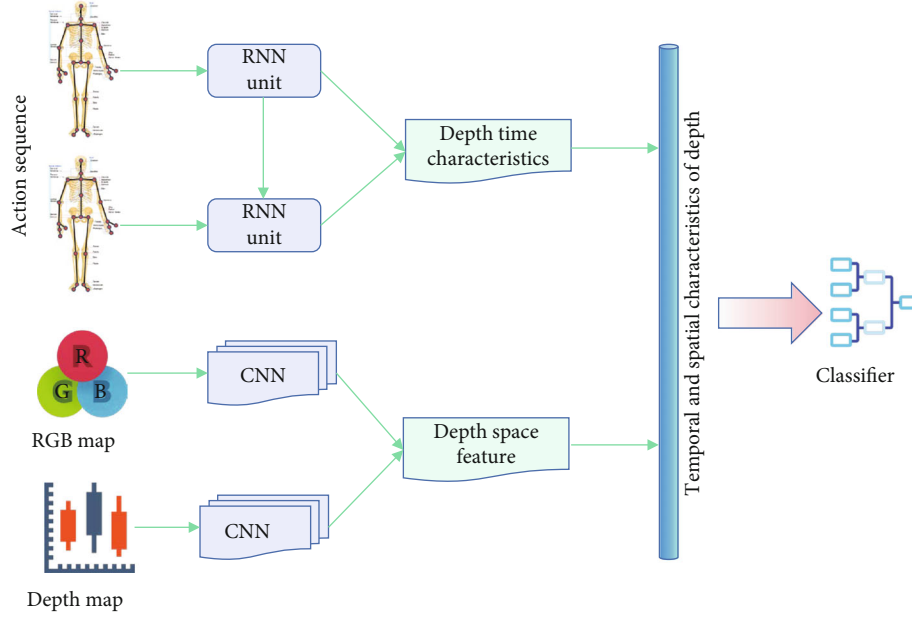 Action sequence
RNN
unit
RNN
unit
Depth time
characteristics
R
G
B
RGB map
CNN
Depth space
feature
CNN
Depth map
Temporal and spatial characteristics of depth
Classifier